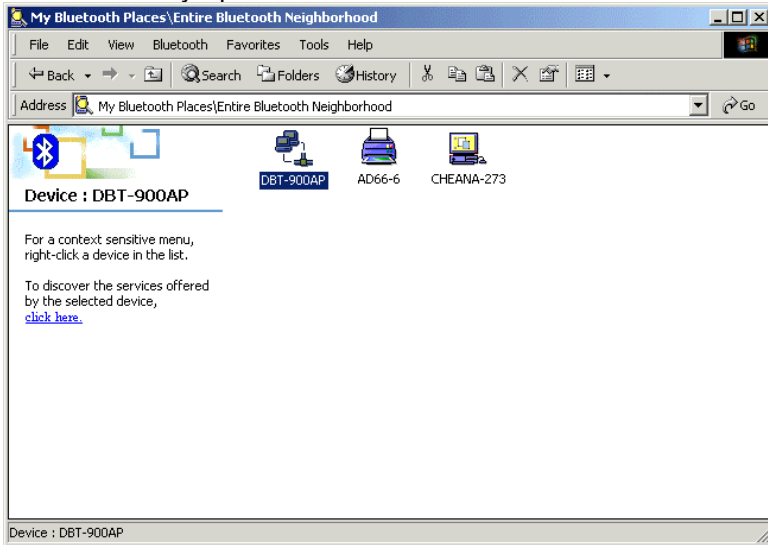 My Bluetooth Places\Entire Bluetooth Neighborhood
File Edit View Bluetooth Favorites Tools Help
Back Search Folders History
Address My Bluetooth Places\Entire Bluetooth Neighborhood Go
DBT-900AP AD66-6 CHEANA-273
Device : DBT-900AP
For a context sensitive menu,
right-click a device in the list.
To discover the services offered
by the selected device,
click here.
Device : DBT-900AP